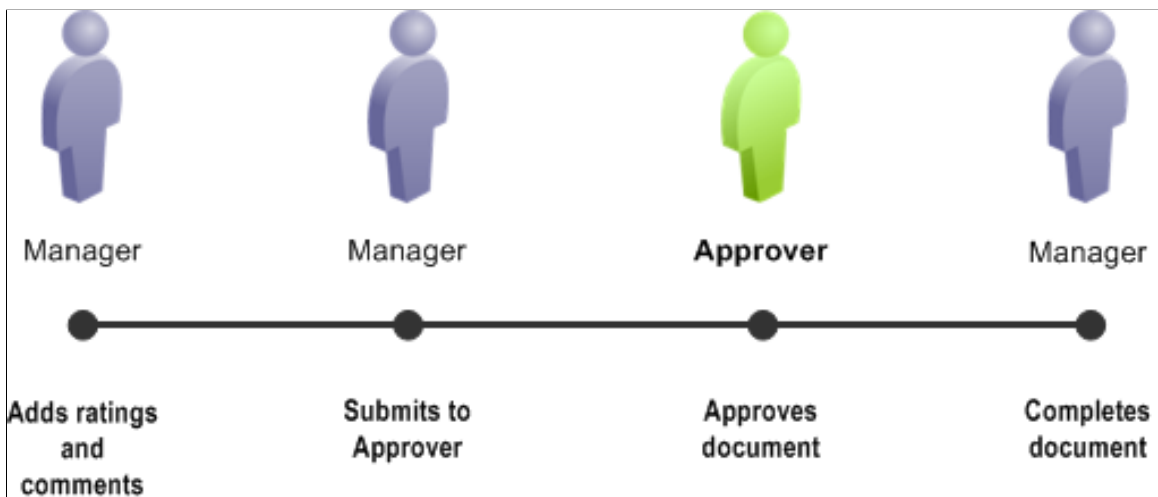 Manager
Manager
Approver
Manager
Adds ratings
and
comments
Submits to
Approver
Approves
document
Completes
document